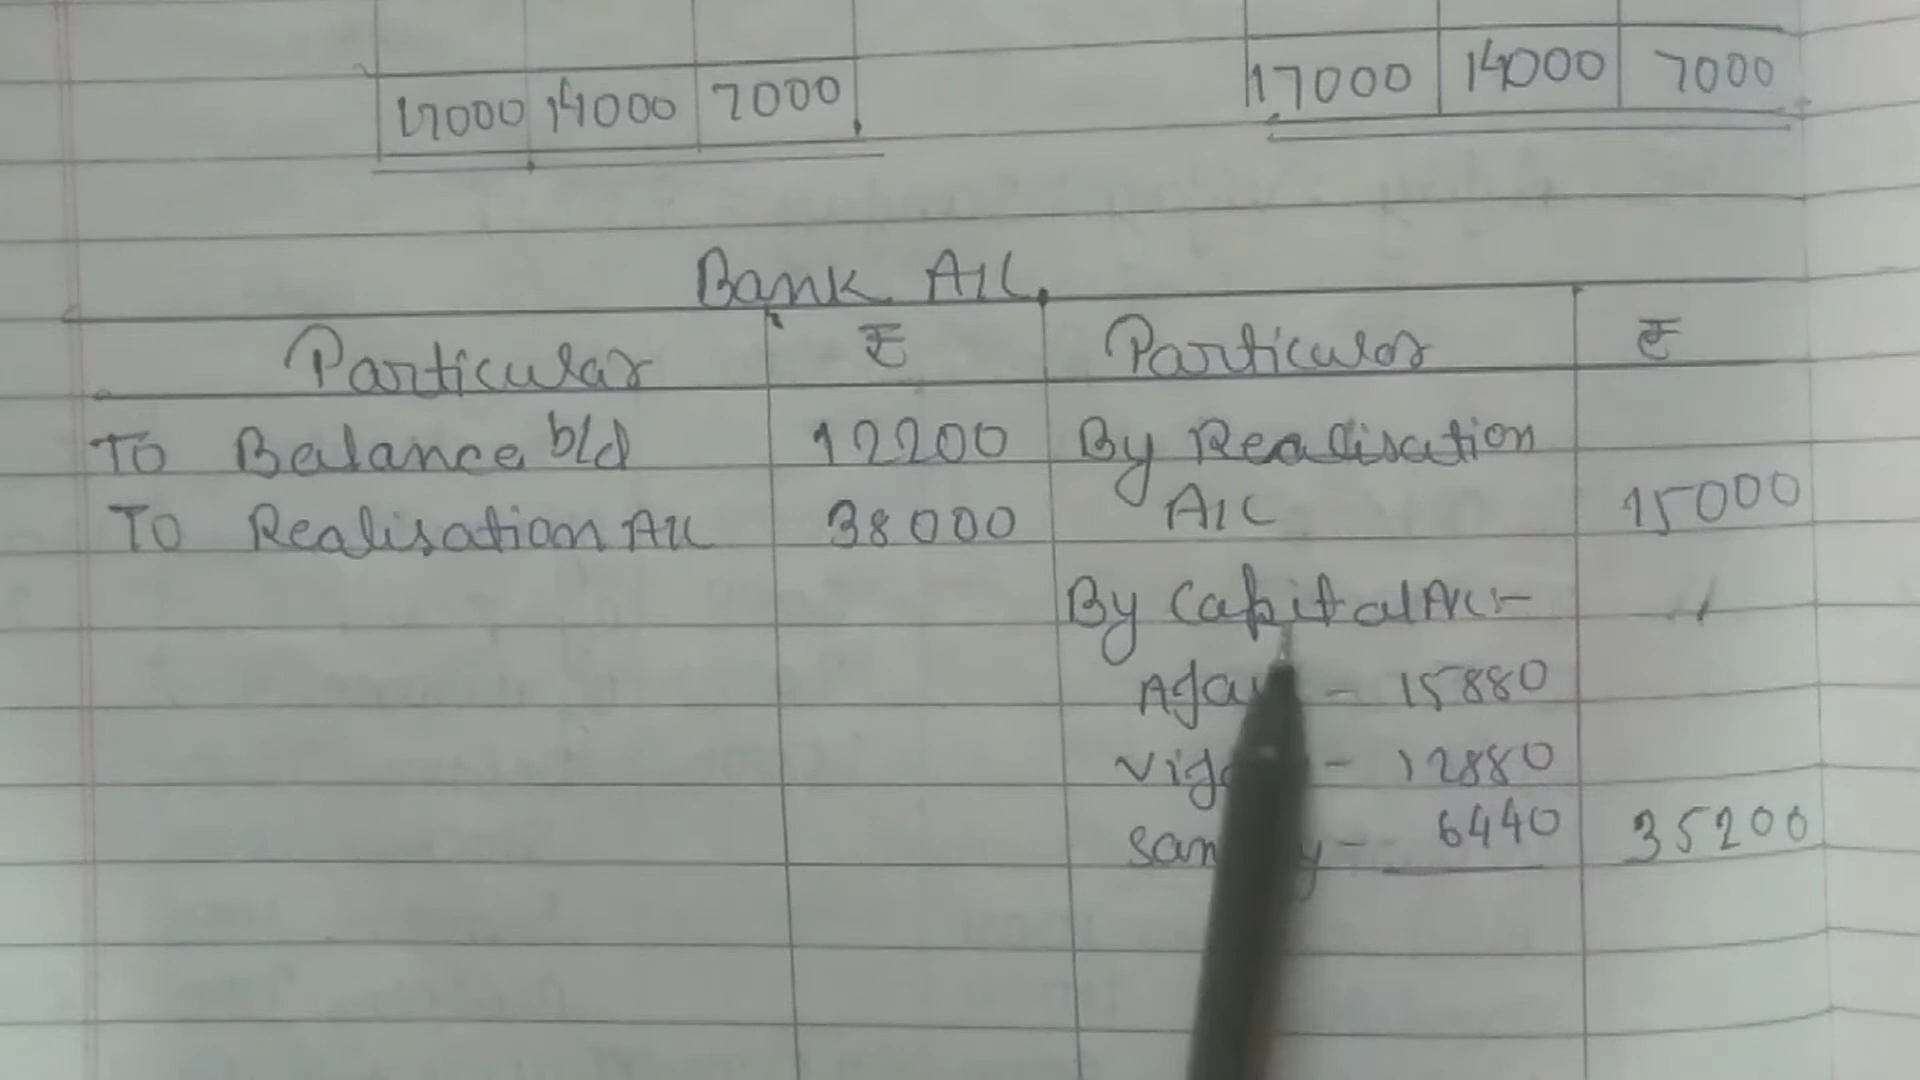 17000 14000 7000 17000 14000 7000
Bank A/C
Particular ₹ Particular ₹
To Balance b/d 12200 By Realisation
To Realisation A/c 38000 A/C 15000
By Capital A/c:-
- 15880
- 12880
- 6440 35200